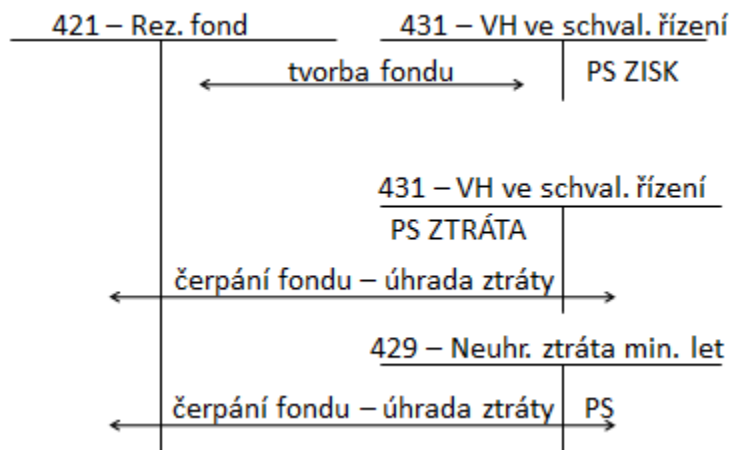 421 – Rez. fond
431 – VH ve schval. řízení
tvorba fondu
PS ZISK
431 – VH ve schval. řízení
PS ZTRÁTA
čerpání fondu – úhrada ztráty
429 – Neuhr. ztráta min. let
čerpání fondu – úhrada ztráty
PS